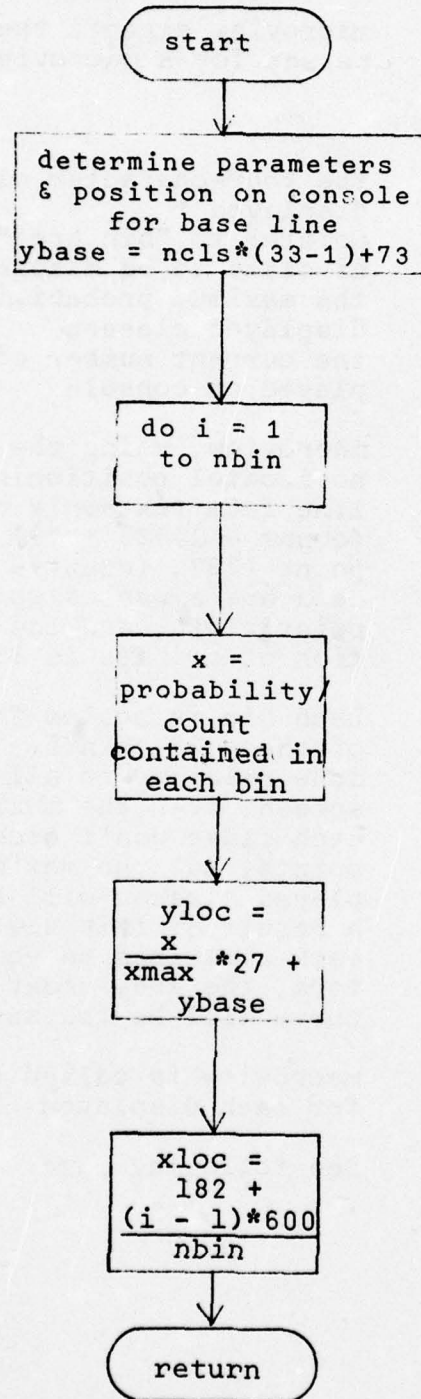 start
determine parameters
& position on console
for base line
ybase = ncls*(33-1)+73
do i = 1
to nbin
x =
probability/
count
contained in
each bin
yloc =
x
xmax *27 +
ybase
xloc =
182 +
(i - 1)*600
nbin
return